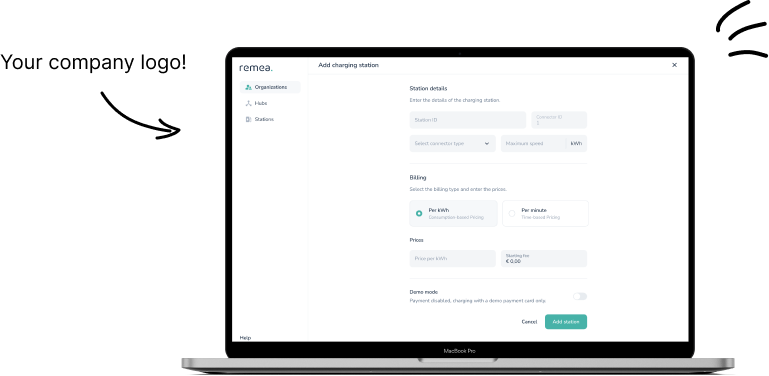 Your company logo!
remea.
Add charging station
Organizations
Hubs
Stations
Station details
Enter the details of the charging station.
Station ID
Connector ID
1
Select connector type
Maximum speed
kWh
Billing
Select the billing type and enter the prices.
Per kWh
Consumption based Pricing
Per minute
Time based Pricing
Prices
Price per kWh
Starting fee
€ 0,00
Demo mode
Payment disabled, charging with a demo payment card only.
Cancel
Add station
Help
MacBook Pro